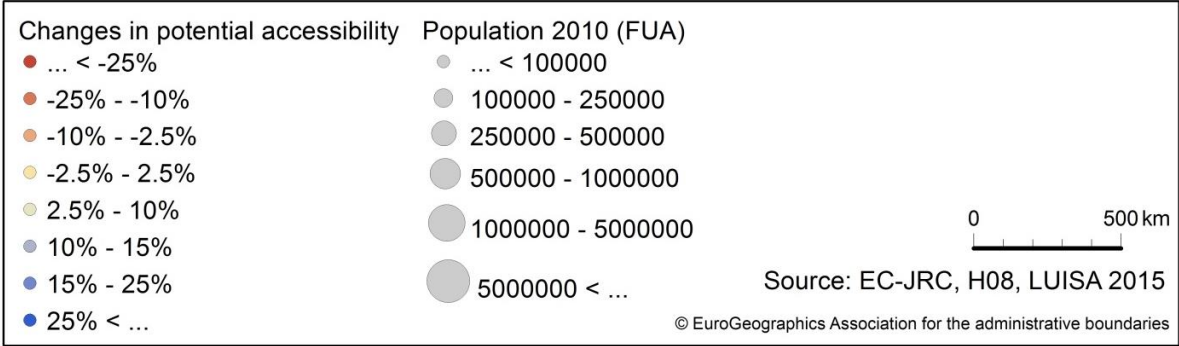 Changes in potential accessibility
... < -25%
-25% - -10%
-10% - -2.5%
-2.5% - 2.5%
2.5% - 10%
10% - 15%
15% - 25%
25% < ...
Population 2010 (FUA)
... < 100000
100000 - 250000
250000 - 500000
500000 - 1000000
1000000 - 5000000
5000000 < ...
0 500 km
Source: EC-JRC, H08, LUISA 2015
© EuroGeographics Association for the administrative boundaries